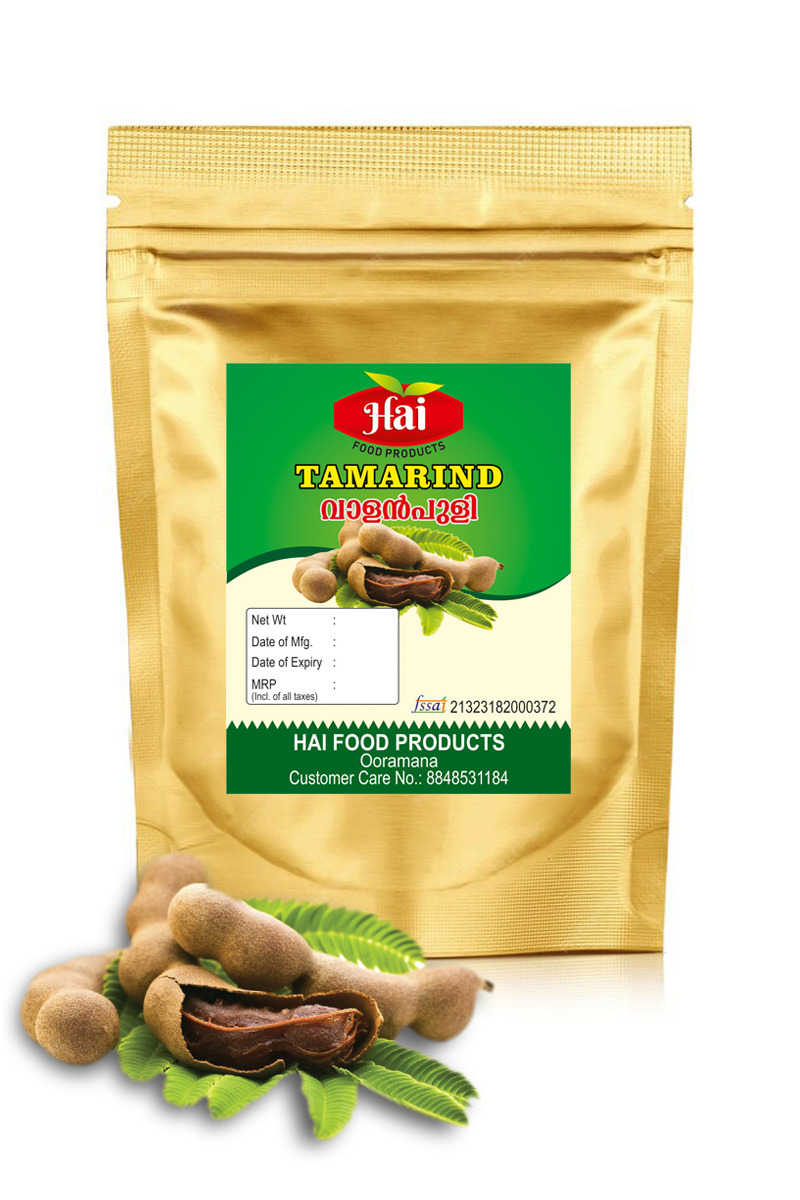 Hai
FOOD PRODUCTS
TAMARIND
വാളൻപുളി
Net Wt :
Date of Mfg. :
Date of Expiry :
MRP :
(Incl. of all taxes)
fssai 21323182000372
HAI FOOD PRODUCTS
Ooramana
Customer Care No.: 8848531184